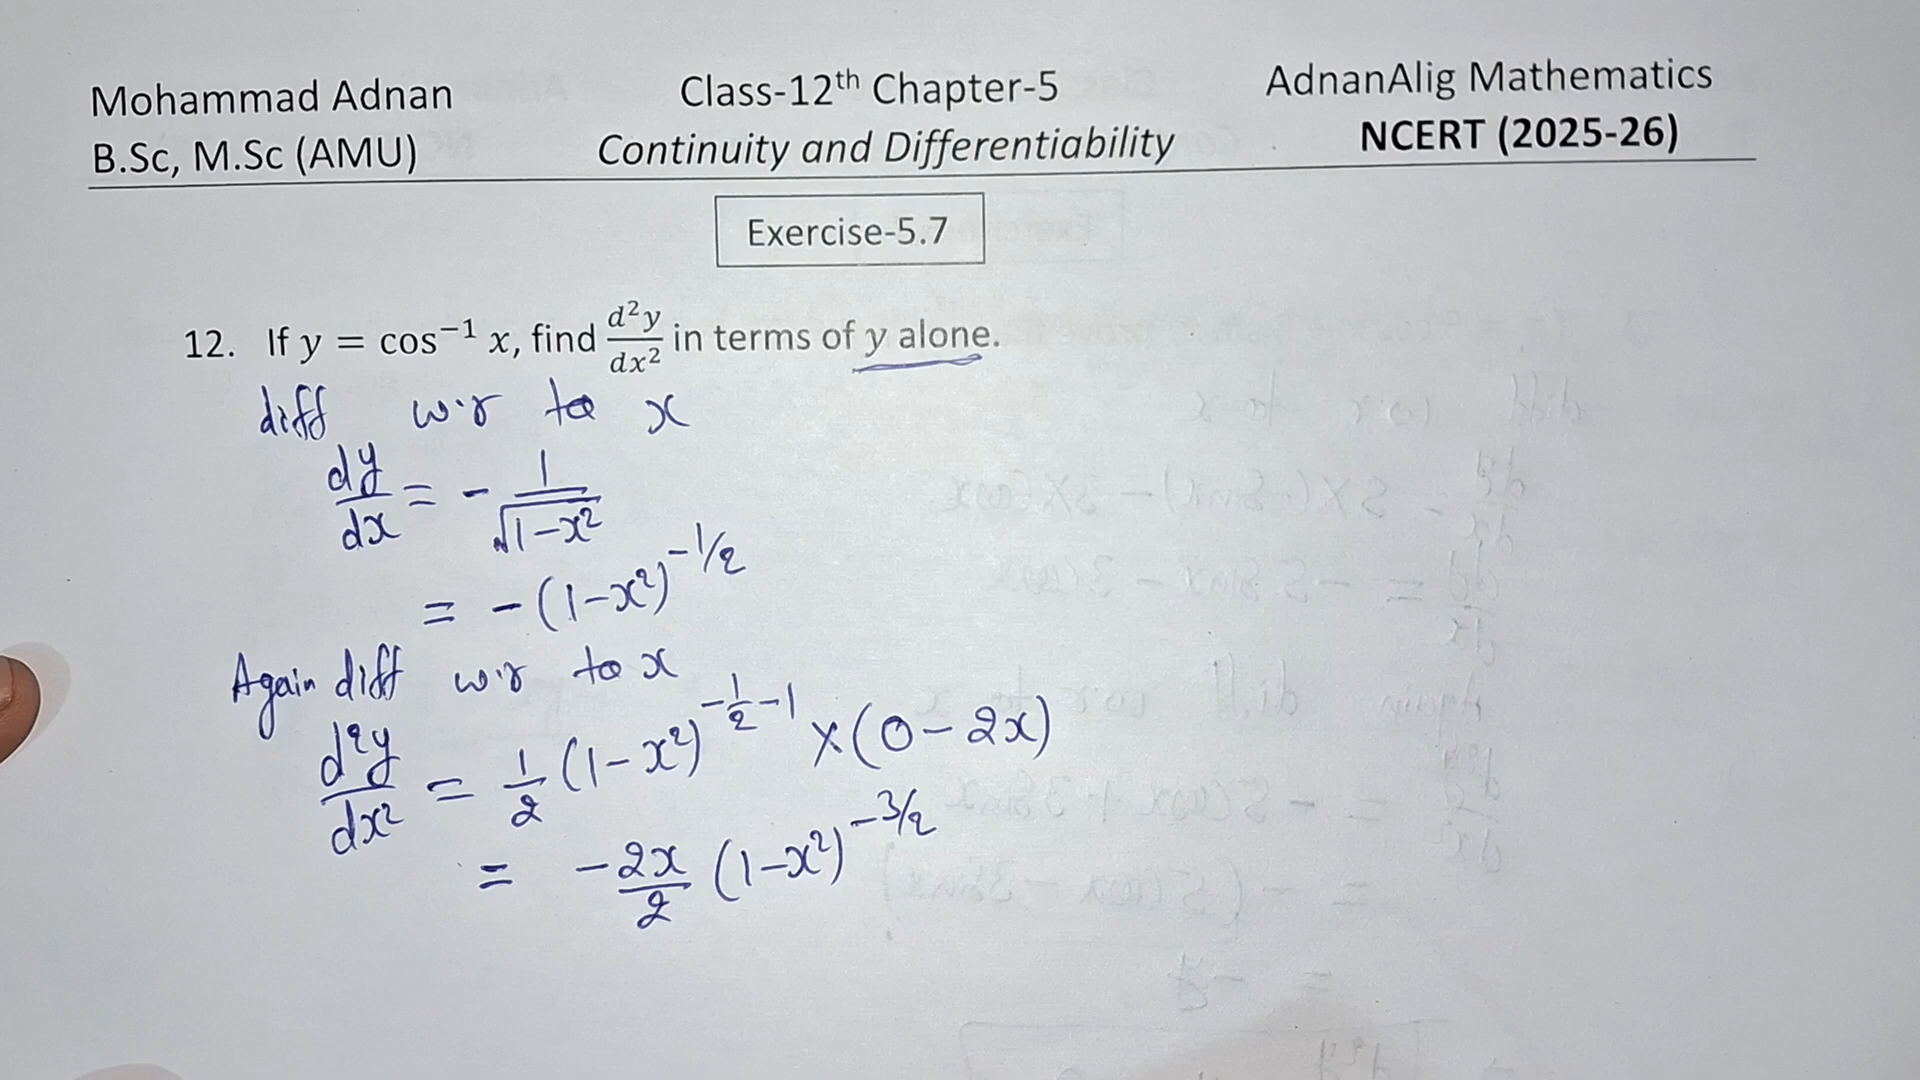 Mohammad Adnan Class-12th Chapter-5 AdnanAlig Mathematics
B.Sc, M.Sc (AMU) Continuity and Differentiability NCERT (2025-26)
Exercise-5.7
12. If y = cos⁻¹ x, find d²y/dx² in terms of y alone.
diff w.r to x
dy/dx = - 1/√(1-x²)
= -(1-x²)^(-1/2)
Again diff w.r to x
d²y/dx² = 1/2 (1-x²)^(-1/2-1) × (0-2x)
= -2x/2 (1-x²)^(-3/2)